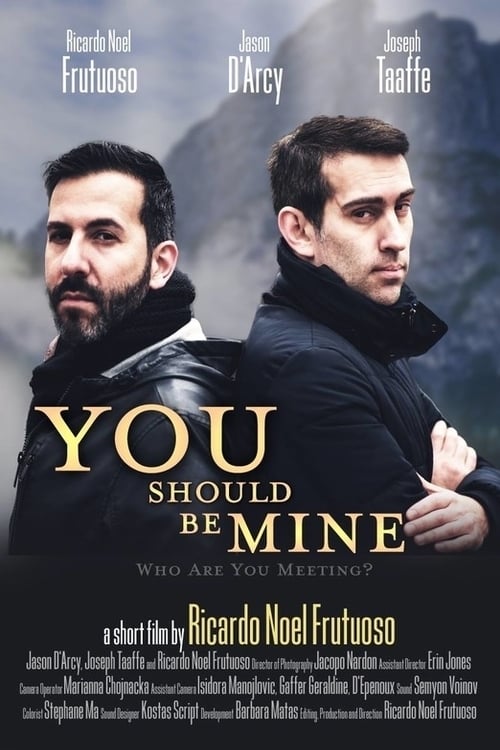 Ricardo Noel Jason Joseph
Frutuoso D'Arcy Taaffe
YOU
SHOULD
BE MINE
WHO ARE YOU MEETING?
a short film by Ricardo Noel Frutuoso
Jason D'Arcy, Joseph Taaffe and Ricardo Noel Frutuoso Director of Photography Jacopo Nardon Assistant Director Erin Jones
Camera Operator Marianna Chojnacka Assistant Camera Isidora Manojlovic, Gaffer Geraldine, D'Epenoux Sound Semyon Voinov
Colorist Stephane Ma Sound Designer Kostas Script Development Barbara Matas Editing, Production and Direction Ricardo Noel Frutuoso